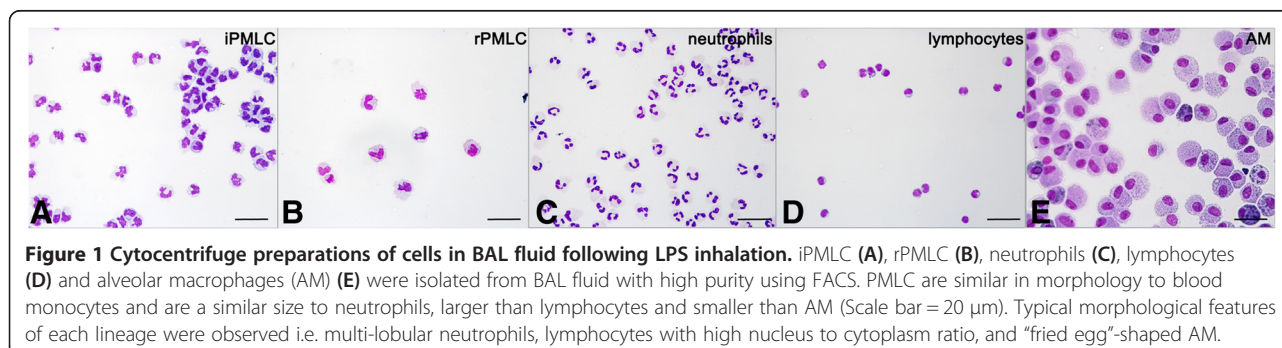 iPMLC rPMLC neutrophils lymphocytes AM
A B C D E
Figure 1 Cytocentrifuge preparations of cells in BAL fluid following LPS inhalation. iPMLC (A), rPMLC (B), neutrophils (C), lymphocytes
(D) and alveolar macrophages (AM) (E) were isolated from BAL fluid with high purity using FACS. PMLC are similar in morphology to blood
monocytes and are a similar size to neutrophils, larger than lymphocytes and smaller than AM (Scale bar = 20 μm). Typical morphological features
of each lineage were observed i.e. multi-lobular neutrophils, lymphocytes with high nucleus to cytoplasm ratio, and “fried egg”-shaped AM.